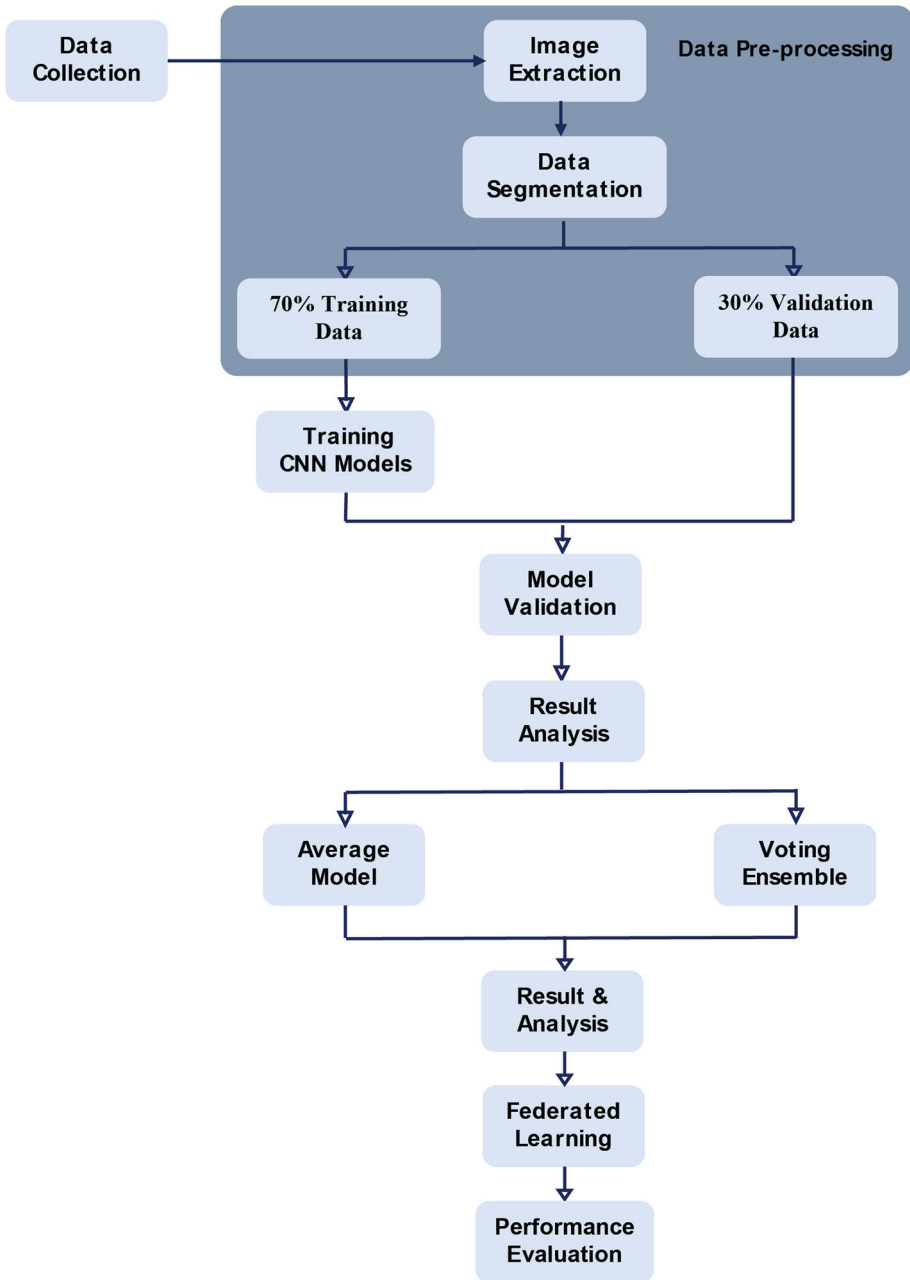 Data
Collection
Image
Extraction
Data Pre-processing
Data
Segmentation
70% Training
Data
30% Validation
Data
Training
CNN Models
Model
Validation
Result
Analysis
Average
Model
Voting
Ensemble
Result &
Analysis
Federated
Learning
Performance
Evaluation